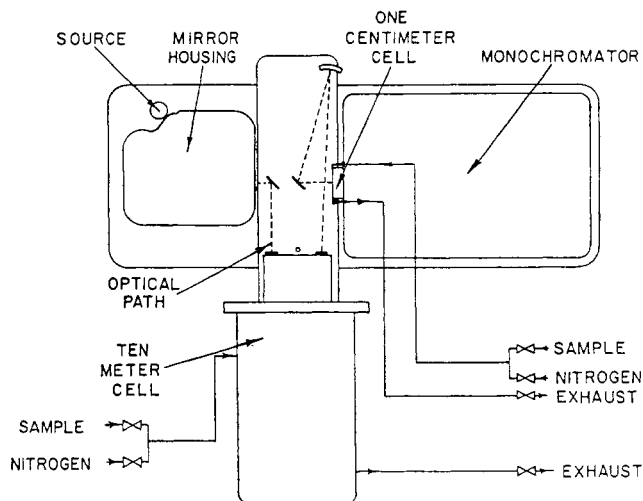 SOURCE
MIRROR
HOUSING
ONE
CENTIMETER
CELL
MONOCHROMATOR
OPTICAL
PATH
TEN
METER
CELL
SAMPLE
NITROGEN
EXHAUST
SAMPLE
NITROGEN
EXHAUST